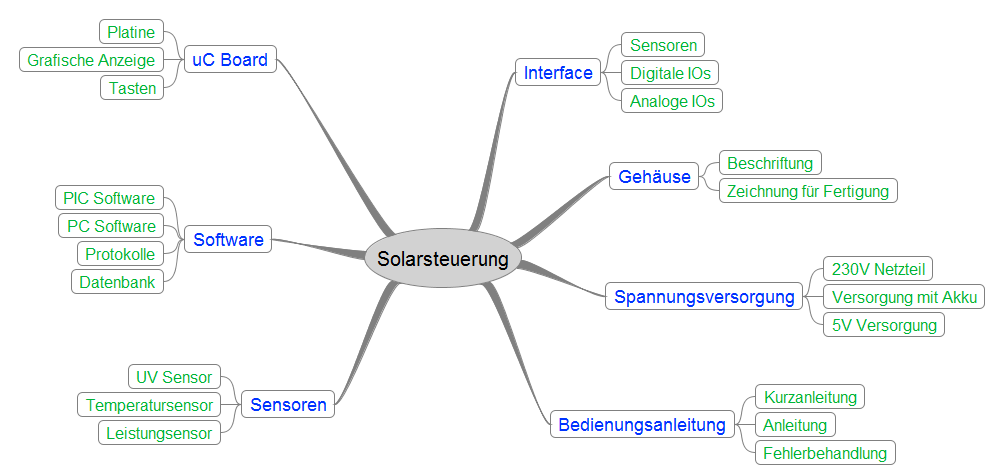 Solarsteuerung
uC Board
Platine
Grafische Anzeige
Tasten
Software
PIC Software
PC Software
Protokolle
Datenbank
Sensoren
UV Sensor
Temperatursensor
Leistungsensor
Interface
Sensoren
Digitale IOs
Analoge IOs
Gehäuse
Beschriftung
Zeichnung für Fertigung
Spannungsversorgung
230V Netzteil
Versorgung mit Akku
5V Versorgung
Bedienungsanleitung
Kurzanleitung
Anleitung
Fehlerbehandlung